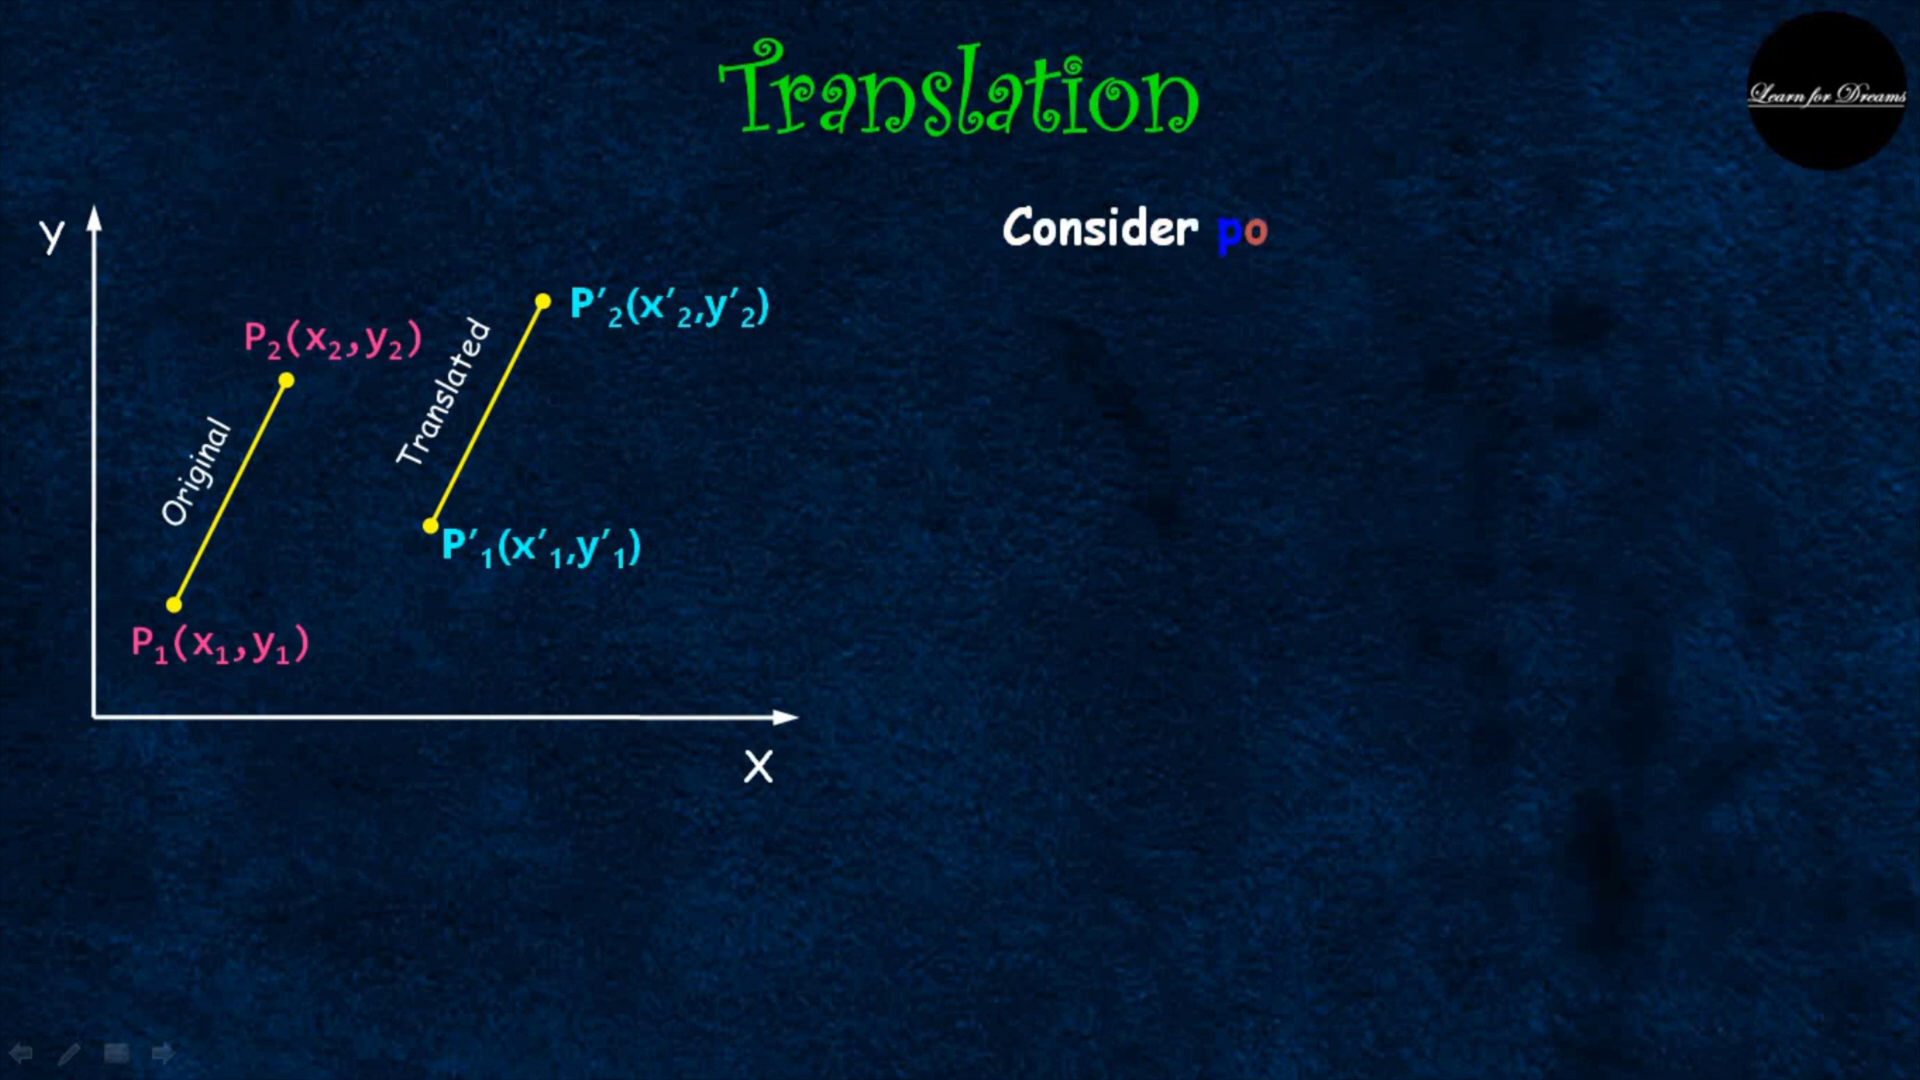 Translation
Learn for Dreams
Consider po
Y
P′₂(x′₂,y′₂)
P₂(x₂,y₂)
Translated
Original
P′₁(x′₁,y′₁)
P₁(x₁,y₁)
X